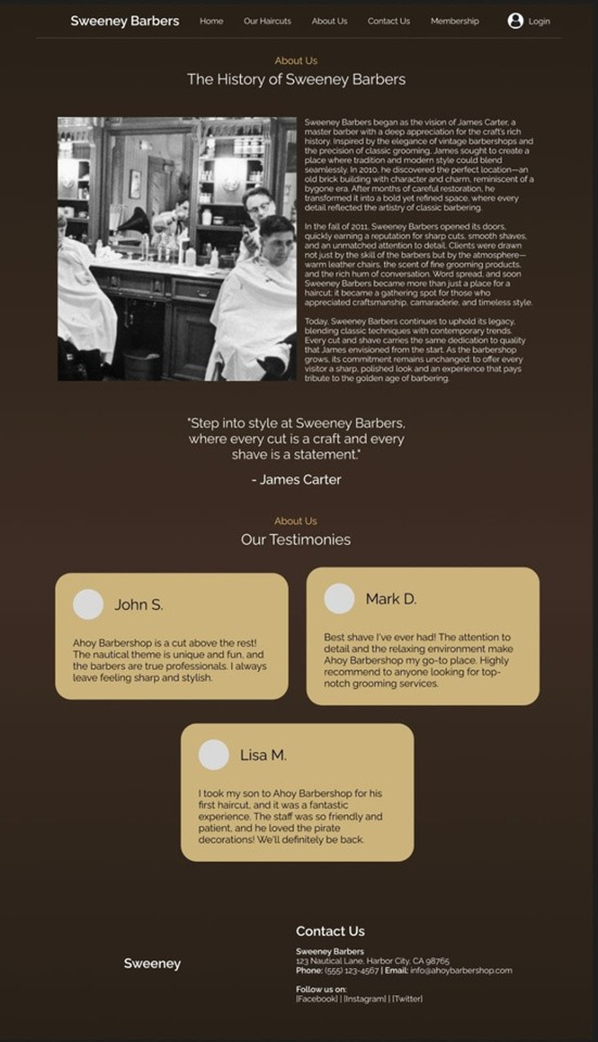 Sweeney Barbers Home Our Haircuts About Us Contact Us Membership Login
About Us
The History of Sweeney Barbers
Sweeney Barbers began as the vision of James Carter, a
master barber with a deep appreciation for the craft's rich
history. Inspired by the elegance of vintage barbershops and
the precision of classic grooming, James sought to create a
place where tradition and modern style could blend
seamlessly. In 2010, he discovered the perfect location—an
old brick building with character and charm, reminiscent of a
bygone era. After months of careful restoration, he
transformed it into a bold yet refined space, where every
detail reflected the artistry of classic barbering.
In the fall of 2011, Sweeney Barbers opened its doors,
quickly earning a reputation for sharp cuts, smooth shaves,
and an unmatched attention to detail. Clients were drawn
not just by the skill of the barbers but by the atmosphere—
warm leather chairs, the scent of fine grooming products,
and the rich hum of conversation. Word spread, and soon
Sweeney Barbers became more than just a place for a
haircut; it became a gathering spot for those who
appreciated craftsmanship, camaraderie, and timeless style.
Today, Sweeney Barbers continues to uphold its legacy,
blending classic techniques with contemporary trends.
Every cut and shave carries the same dedication to quality
that James envisioned from the start. As the barbershop
grows, its commitment remains unchanged: to offer every
visitor a sharp, polished look and an experience that pays
tribute to the golden age of barbering.
"Step into style at Sweeney Barbers,
where every cut is a craft and every
shave is a statement."
- James Carter
About Us
Our Testimonies
John S.
Ahoy Barbershop is a cut above the rest!
The nautical theme is unique and fun, and
the barbers are true professionals. I always
leave feeling sharp and stylish.
Mark D.
Best shave I've ever had! The attention to
detail and the relaxing environment make
Ahoy Barbershop my go-to place. Highly
recommend to anyone looking for top-
notch grooming services.
Lisa M.
I took my son to Ahoy Barbershop for his
first haircut, and it was a fantastic
experience. The staff was so friendly and
patient, and he loved the pirate
decorations! We'll definitely be back.
Sweeney
Contact Us
Sweeney Barbers
123 Nautical Lane, Harbor City, CA 98765
Phone: (555) 123-4567 | Email: info@ahoybarbershop.com
Follow us on:
[Facebook] | [Instagram] | [Twitter]